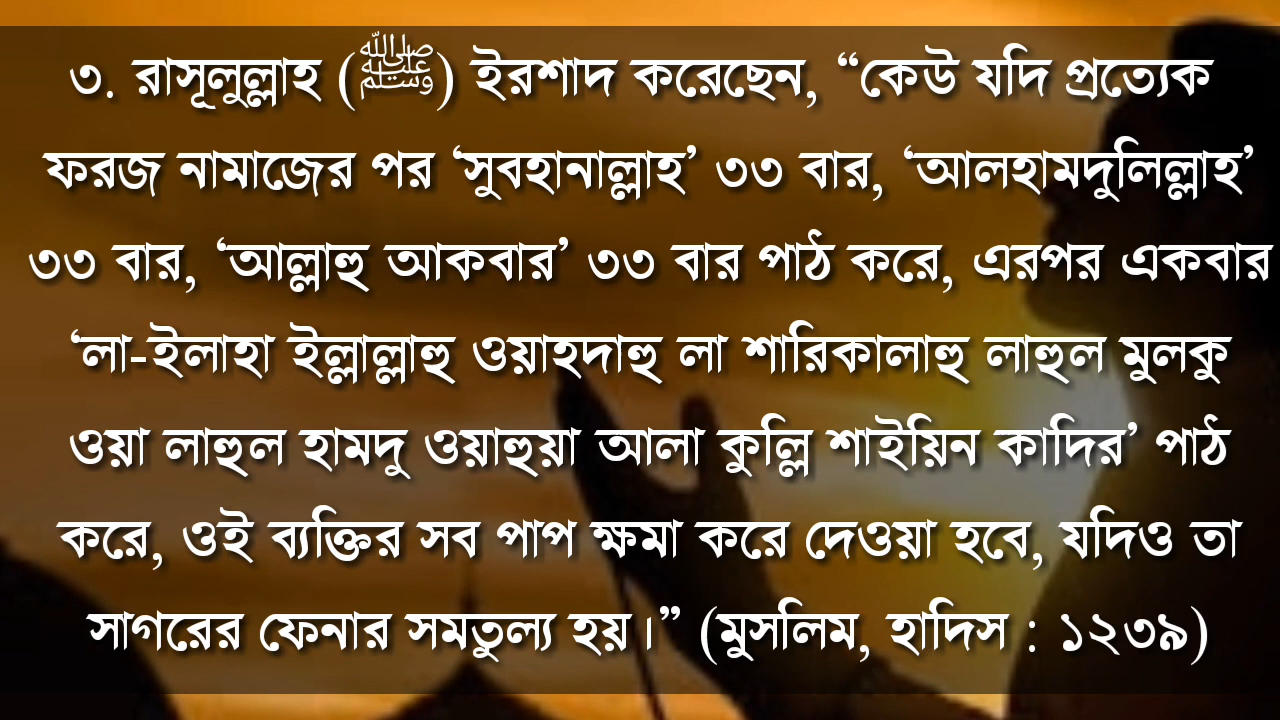 ৩. রাসূলুল্লাহ (ﷺ) ইরশাদ করেছেন, “কেউ যদি প্রত্যেক
ফরজ নামাজের পর ‘সুবহানাল্লাহ’ ৩৩ বার, ‘আলহামদুলিল্লাহ’
৩৩ বার, ‘আল্লাহু আকবার’ ৩৩ বার পাঠ করে, এরপর একবার
‘লা-ইলাহা ইল্লাল্লাহু ওয়াহদাহু লা শারিকালাহু লাহুল মুলকু
ওয়া লাহুল হামদু ওয়াহুয়া আলা কুল্লি শাইয়িন কাদির’ পাঠ
করে, ওই ব্যক্তির সব পাপ ক্ষমা করে দেওয়া হবে, যদিও তা
সাগরের ফেনার সমতুল্য হয়।” (মুসলিম, হাদিস : ১২৩৯)